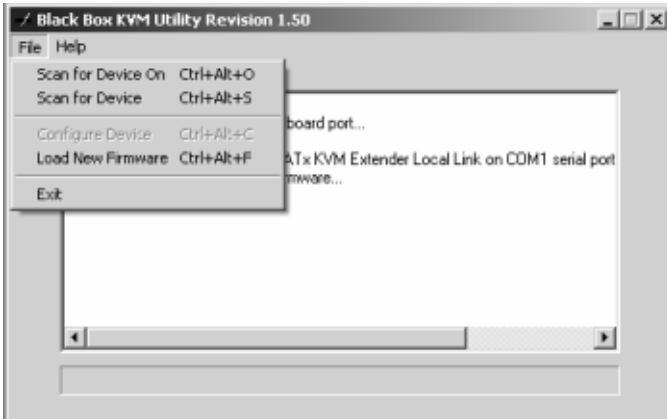 Black Box KVM Utility Revision 1.50
File Help
Scan for Device On Ctrl+Alt+O
Scan for Device Ctrl+Alt+S
Configure Device Ctrl+Alt+C
Load New Firmware Ctrl+Alt+F
Exit
board port...
ATx KVM Extender Local Link on COM1 serial port
mware...